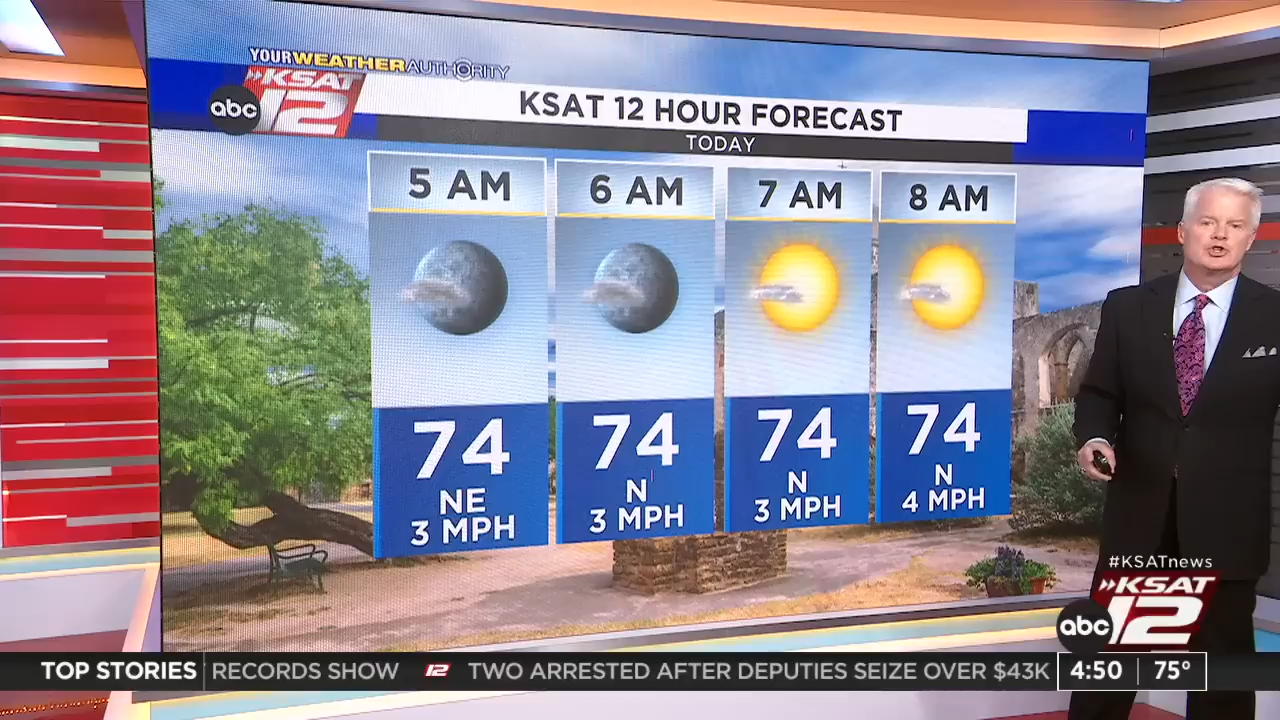 YOUR WEATHER AUTHORITY
KSAT
abc 12
KSAT 12 HOUR FORECAST
TODAY
5 AM 6 AM 7 AM 8 AM
74 74 74 74
NE N N N
3 MPH 3 MPH 3 MPH 4 MPH
#KSATnews
KSAT
abc 12
TOP STORIES RECORDS SHOW 12 TWO ARRESTED AFTER DEPUTIES SEIZE OVER $43K 4:50 75°